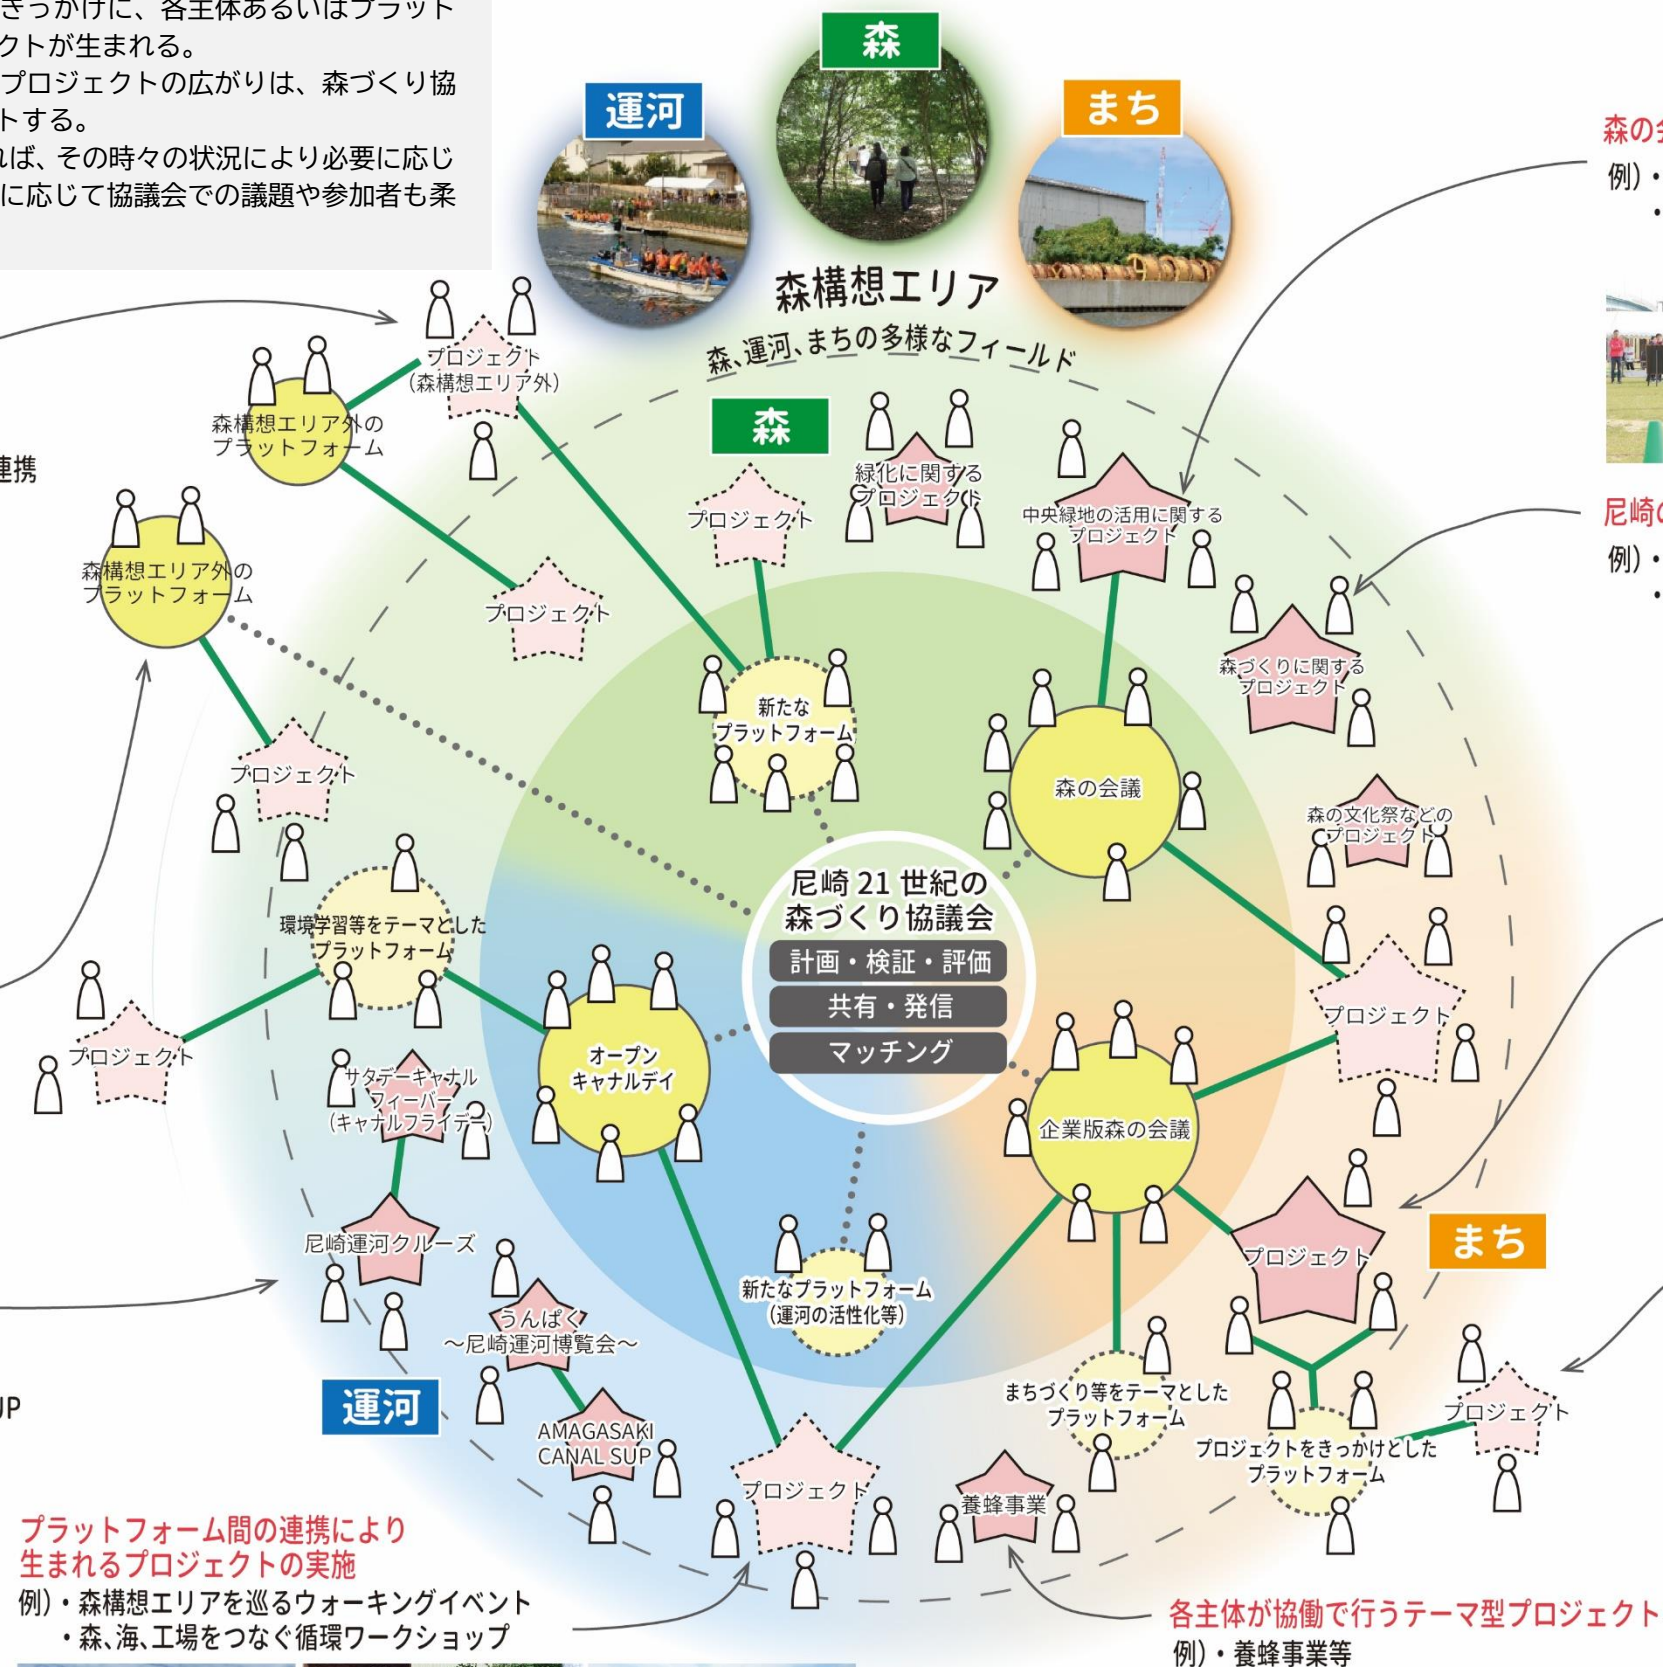 きっかけに、各主体あるいはプラット
クトが生まれる。
プロジェクトの広がりは、森づくり協
トする。
れば、その時々の状況により必要に応じ
に応じて協議会での議題や参加者も柔
森
運河
まち
森構想エリア
森、運河、まちの多様なフィールド
森の会
例）・
・
尼崎の
例）・
・
連携
プロジェクト
（森構想エリア外）
森構想エリア外の
プラットフォーム
森構想エリア外の
プラットフォーム
プロジェクト
プロジェクト
森
プロジェクト
緑化に関する
プロジェクト
中央緑地の活用に関する
プロジェクト
森づくりに関する
プロジェクト
森の文化祭などの
プロジェクト
新たな
プラットフォーム
森の会議
尼崎 21 世紀の
森づくり協議会
計画・検証・評価
共有・発信
マッチング
環境学習等をテーマとした
プラットフォーム
プロジェクト
オープン
キャナルデイ
サタデーキャナル
フィーバー
（キャナルフライデー）
尼崎運河クルーズ
うんぱく
～尼崎運河博覧会～
AMAGASAKI
CANAL SUP
運河
UP
新たなプラットフォーム
（運河の活性化等）
プロジェクト
企業版森の会議
プロジェクト
プロジェクト
まち
まちづくり等をテーマとした
プラットフォーム
プロジェクトをきっかけとした
プラットフォーム
プロジェクト
養蜂事業
プラットフォーム間の連携により
生まれるプロジェクトの実施
例）・森構想エリアを巡るウォーキングイベント
・森、海、工場をつなぐ循環ワークショップ
各主体が協働で行うテーマ型プロジェクト
例）・養蜂事業等